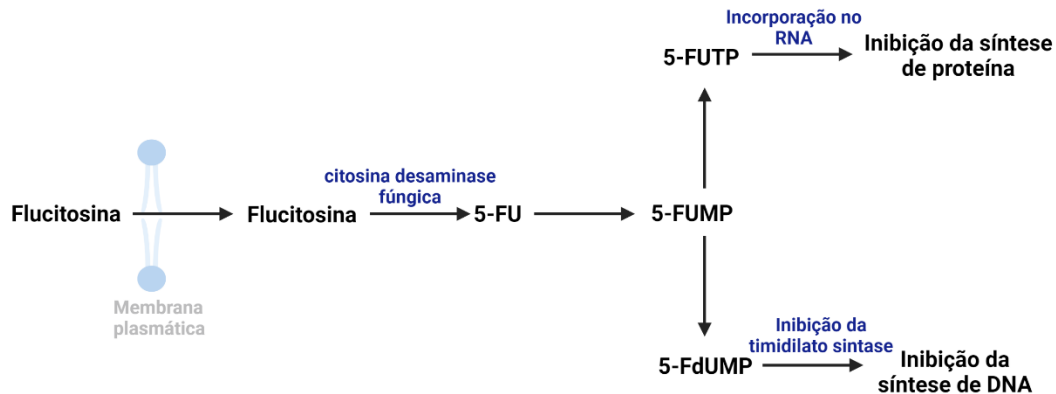 Incorporação no
RNA
5-FUTP
Inibição da síntese
de proteína
citosina desaminase
fúngica
Flucitosina
Flucitosina
5-FU
5-FUMP
Membrana
plasmática
Inibição da
timidilato sintase
5-FdUMP
Inibição da
síntese de DNA